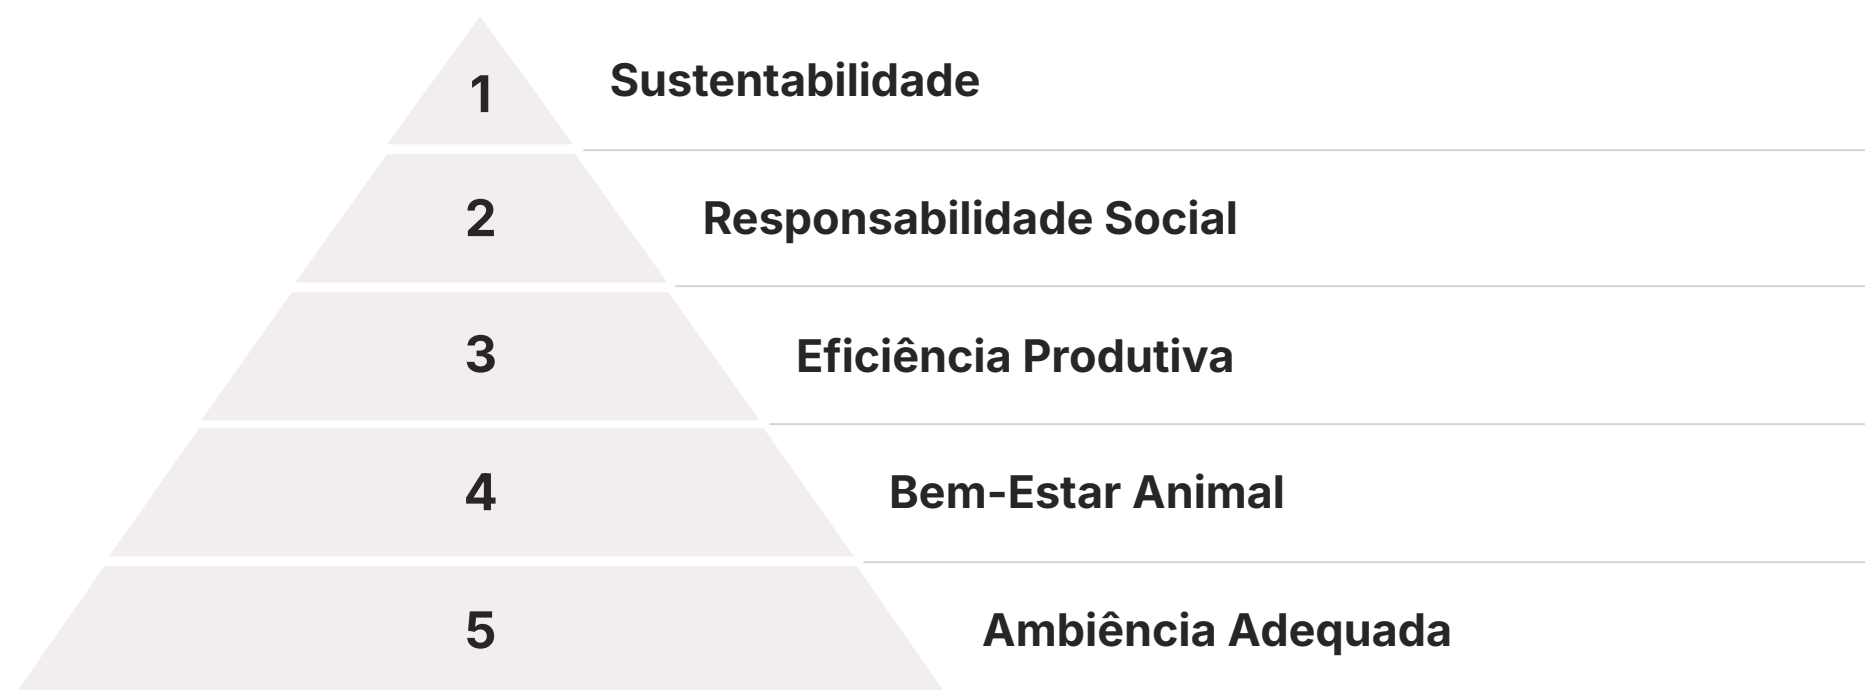 1 Sustentabilidade
2 Responsabilidade Social
3 Eficiência Produtiva
4 Bem-Estar Animal
5 Ambiência Adequada